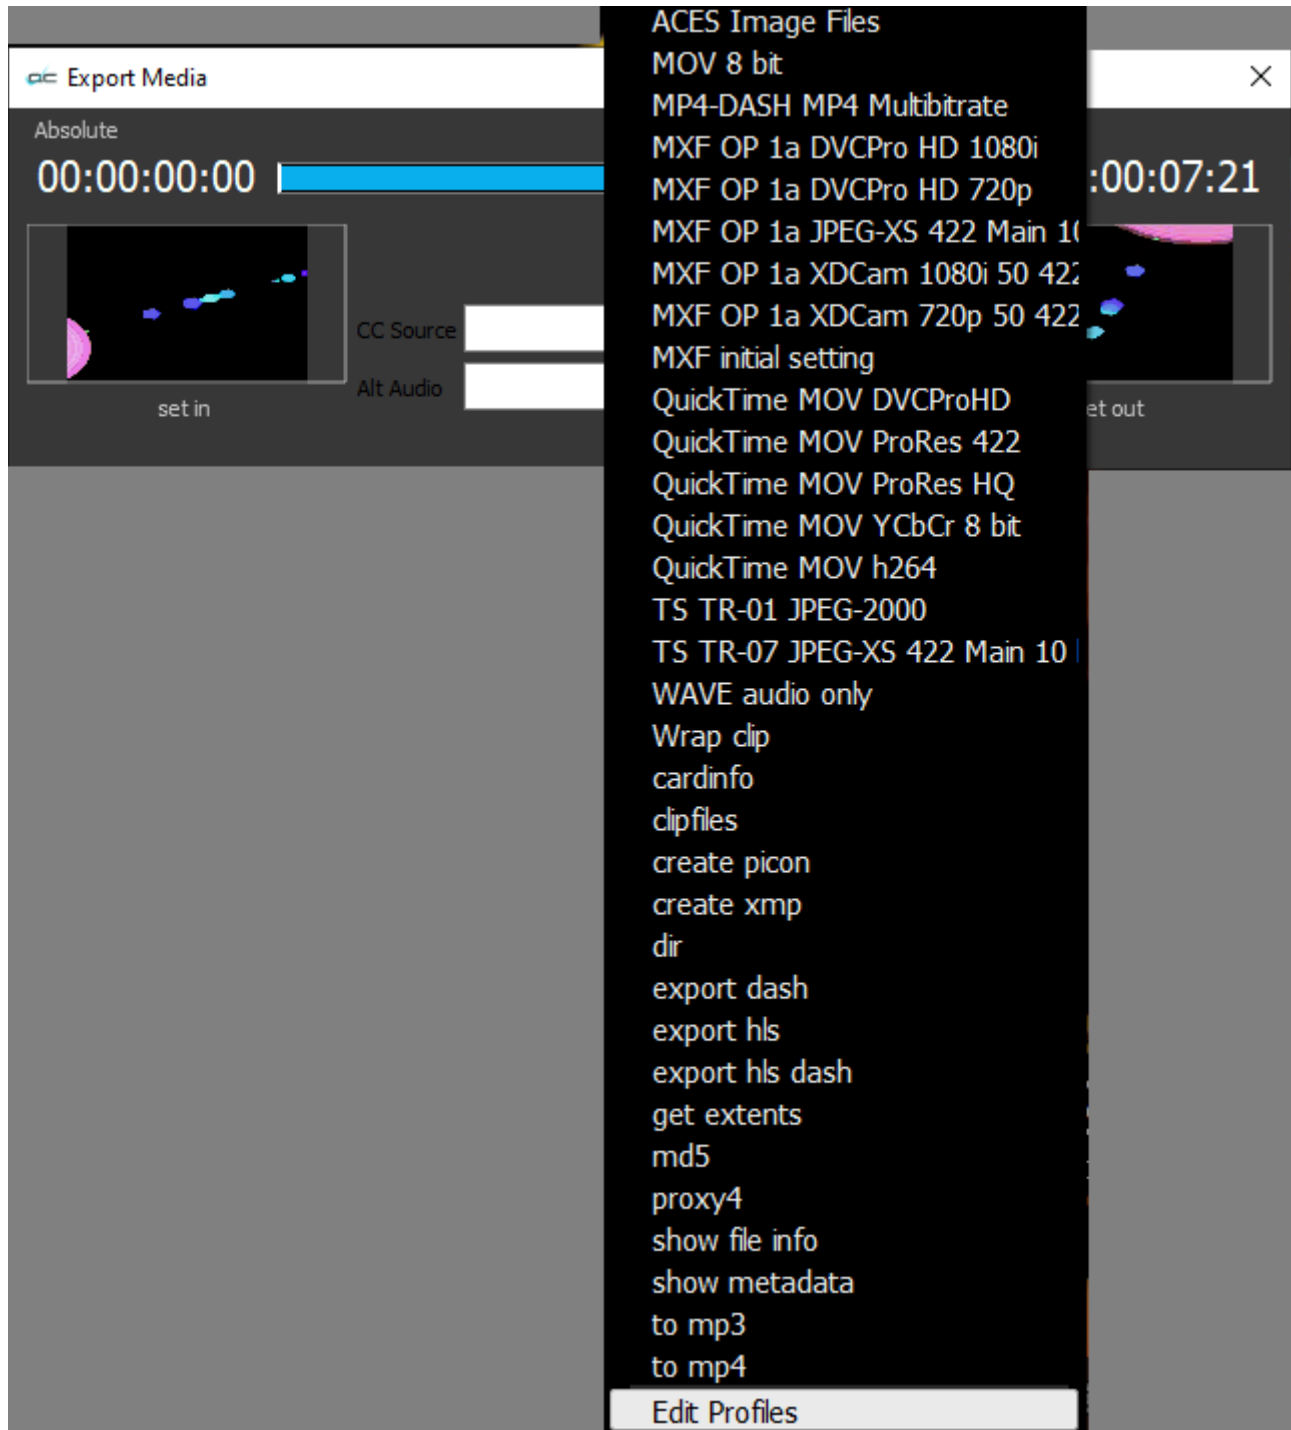 Export Media
Absolute
00:00:00:00
:00:07:21
CC Source
Alt Audio
set in
et out
ACES Image Files
MOV 8 bit
MP4-DASH MP4 Multibitrate
MXF OP 1a DVCPro HD 1080i
MXF OP 1a DVCPro HD 720p
MXF OP 1a JPEG-XS 422 Main 10
MXF OP 1a XDCam 1080i 50 422
MXF OP 1a XDCam 720p 50 422
MXF initial setting
QuickTime MOV DVCProHD
QuickTime MOV ProRes 422
QuickTime MOV ProRes HQ
QuickTime MOV YCbCr 8 bit
QuickTime MOV h264
TS TR-01 JPEG-2000
TS TR-07 JPEG-XS 422 Main 10
WAVE audio only
Wrap clip
cardinfo
clipfiles
create picon
create xmp
dir
export dash
export hls
export hls dash
get extents
md5
proxy4
show file info
show metadata
to mp3
to mp4
Edit Profiles